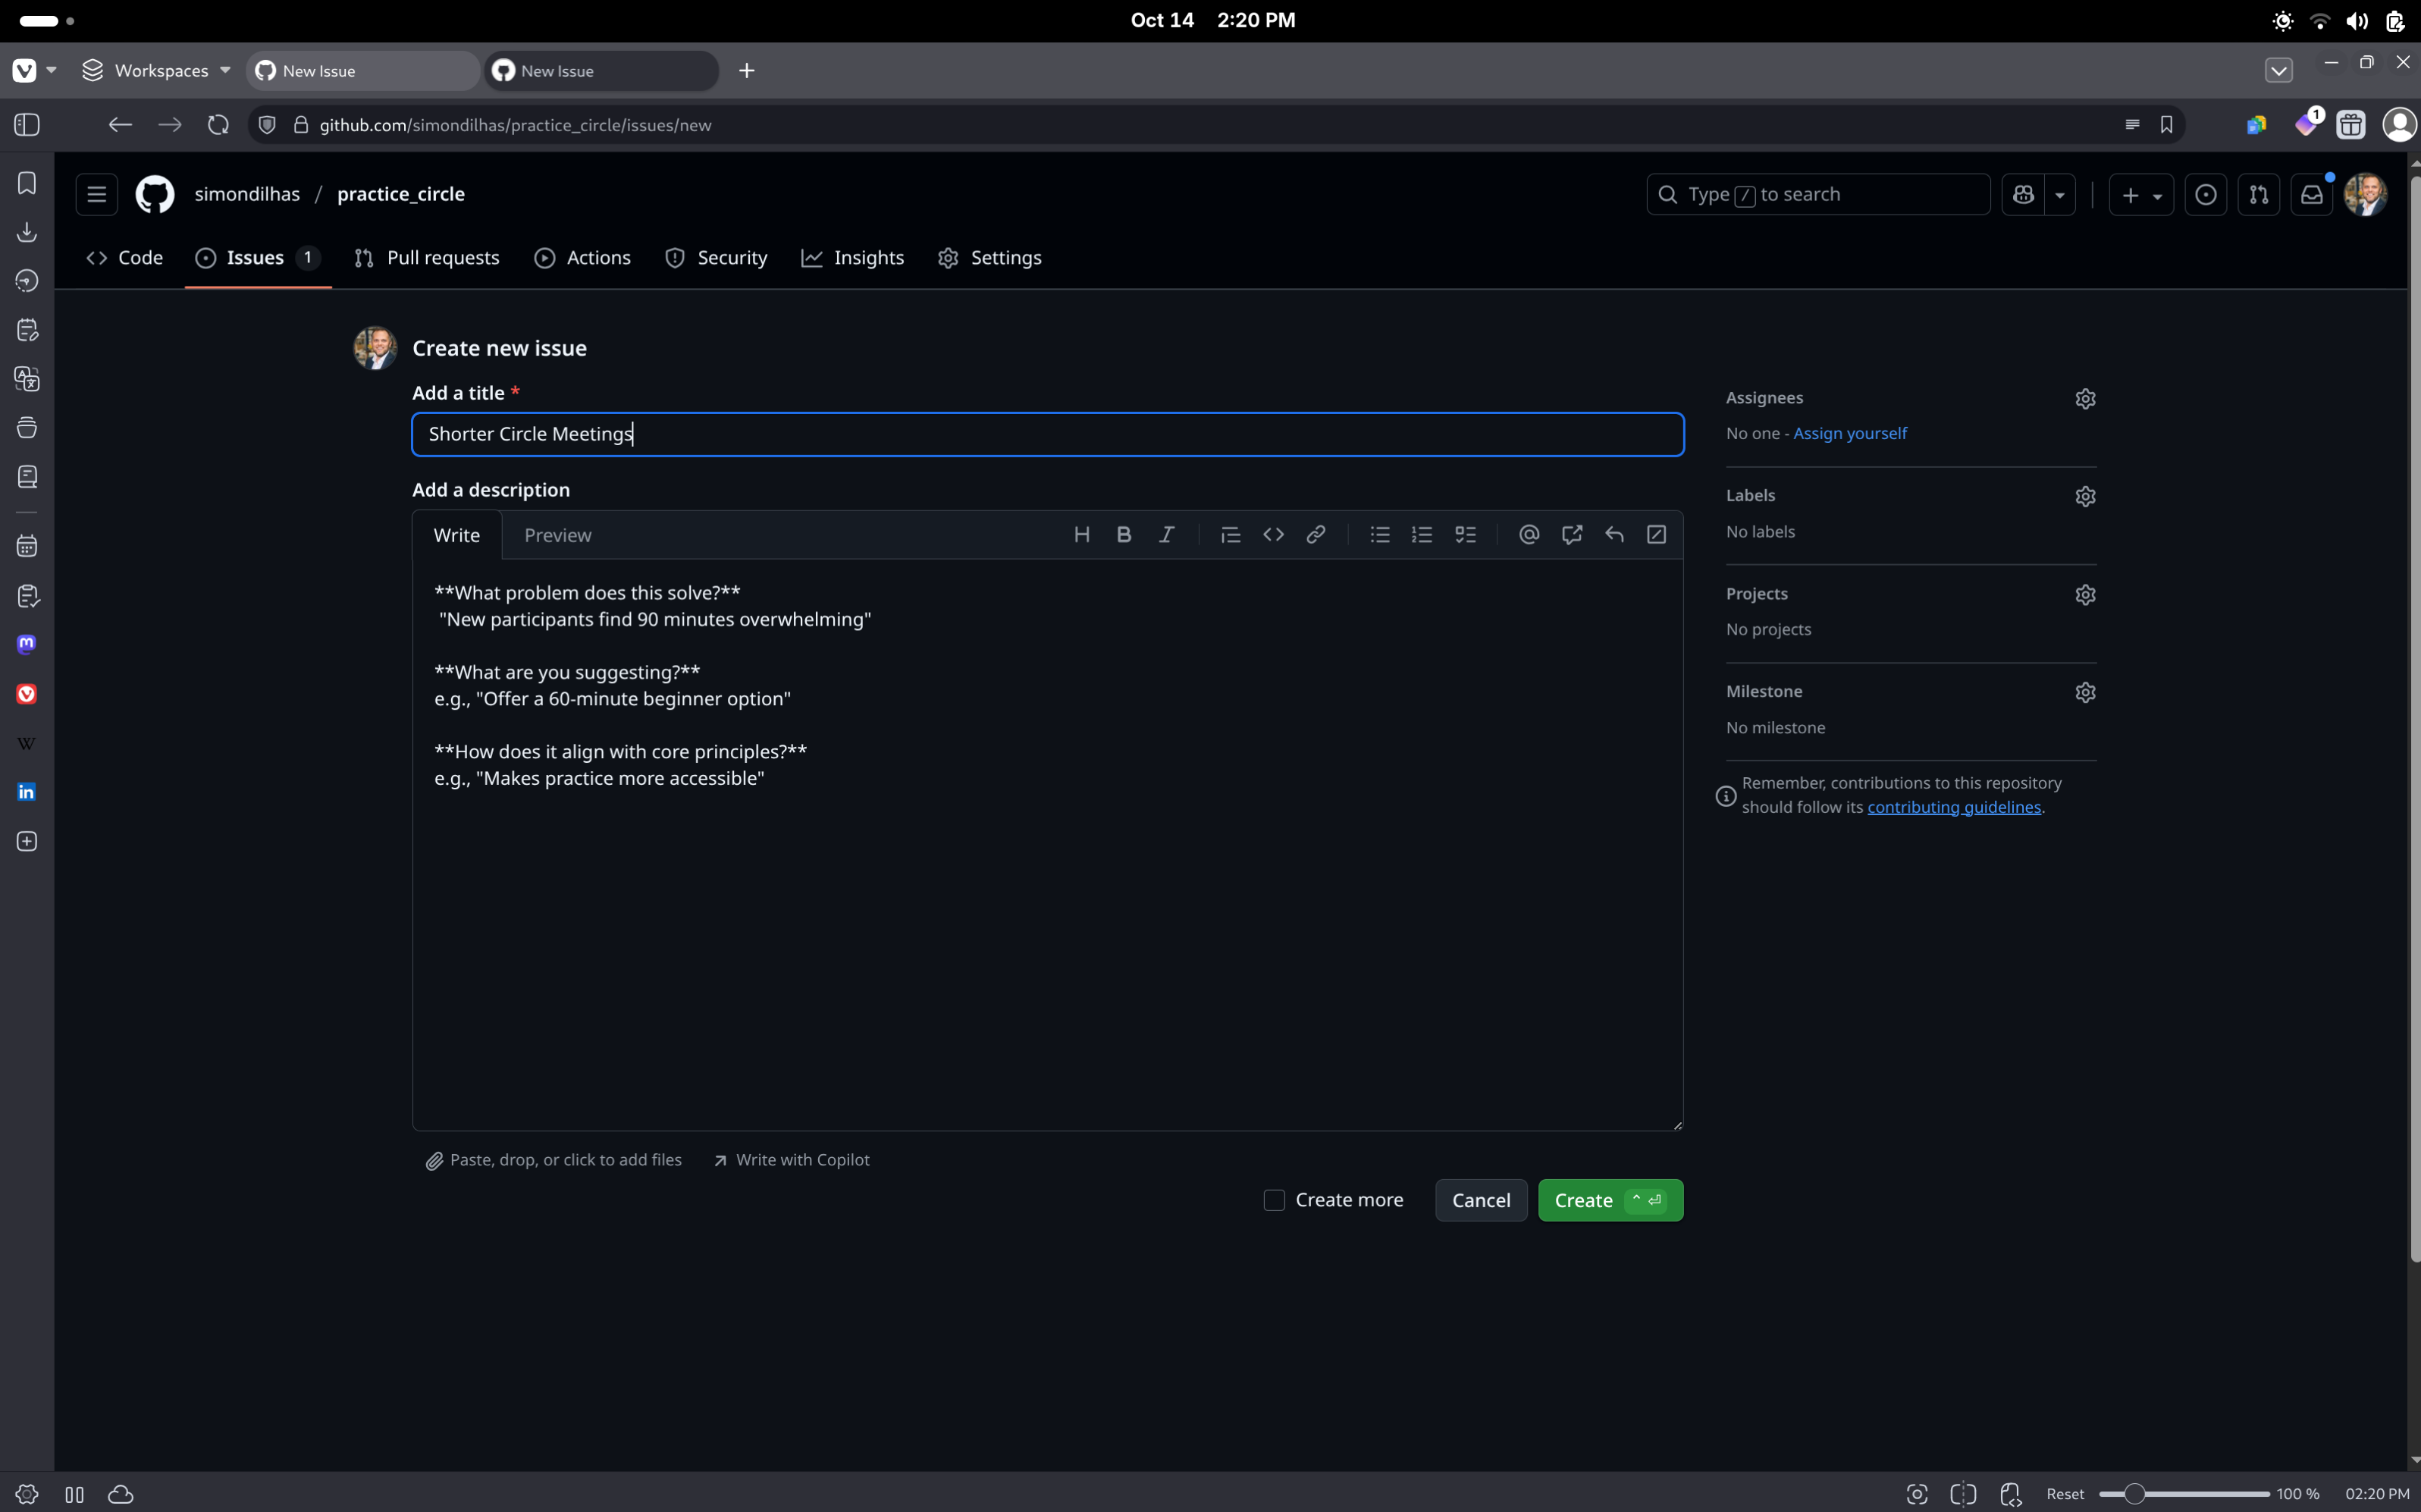 Oct 14 2:20 PM
Workspaces
New Issue
New Issue
github.com/simondilhas/practice_circle/issues/new
1
simondilhas / practice_circle
Type / to search
Code
Issues 1
Pull requests
Actions
Security
Insights
Settings
Create new issue
Add a title *
Shorter Circle Meetings
Add a description
Write
Preview
**What problem does this solve?**
"New participants find 90 minutes overwhelming"
**What are you suggesting?**
e.g., "Offer a 60-minute beginner option"
**How does it align with core principles?**
e.g., "Makes practice more accessible"
Paste, drop, or click to add files
Write with Copilot
Create more
Cancel
Create
Assignees
No one - Assign yourself
Labels
No labels
Projects
No projects
Milestone
No milestone
Remember, contributions to this repository
should follow its contributing guidelines.
Reset
100 %
02:20 PM